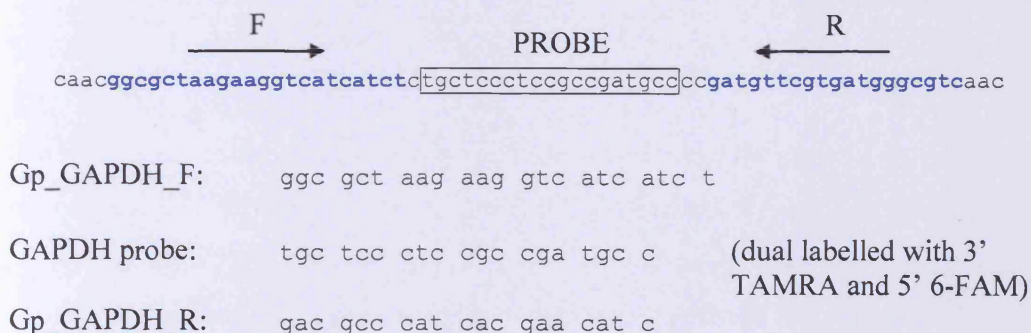 F PROBE R
caacggcgctaagaaggtcatcatctctgctccctccgccgatgccccgatgttcgtgatgggcgtcaac
Gp_GAPDH_F: ggc gct aag aag gtc atc atc t
GAPDH probe: tgc tcc ctc cgc cga tgc c (dual labelled with 3’
TAMRA and 5’ 6-FAM)
Gp_GAPDH_R: gac gcc cat cac gaa cat c